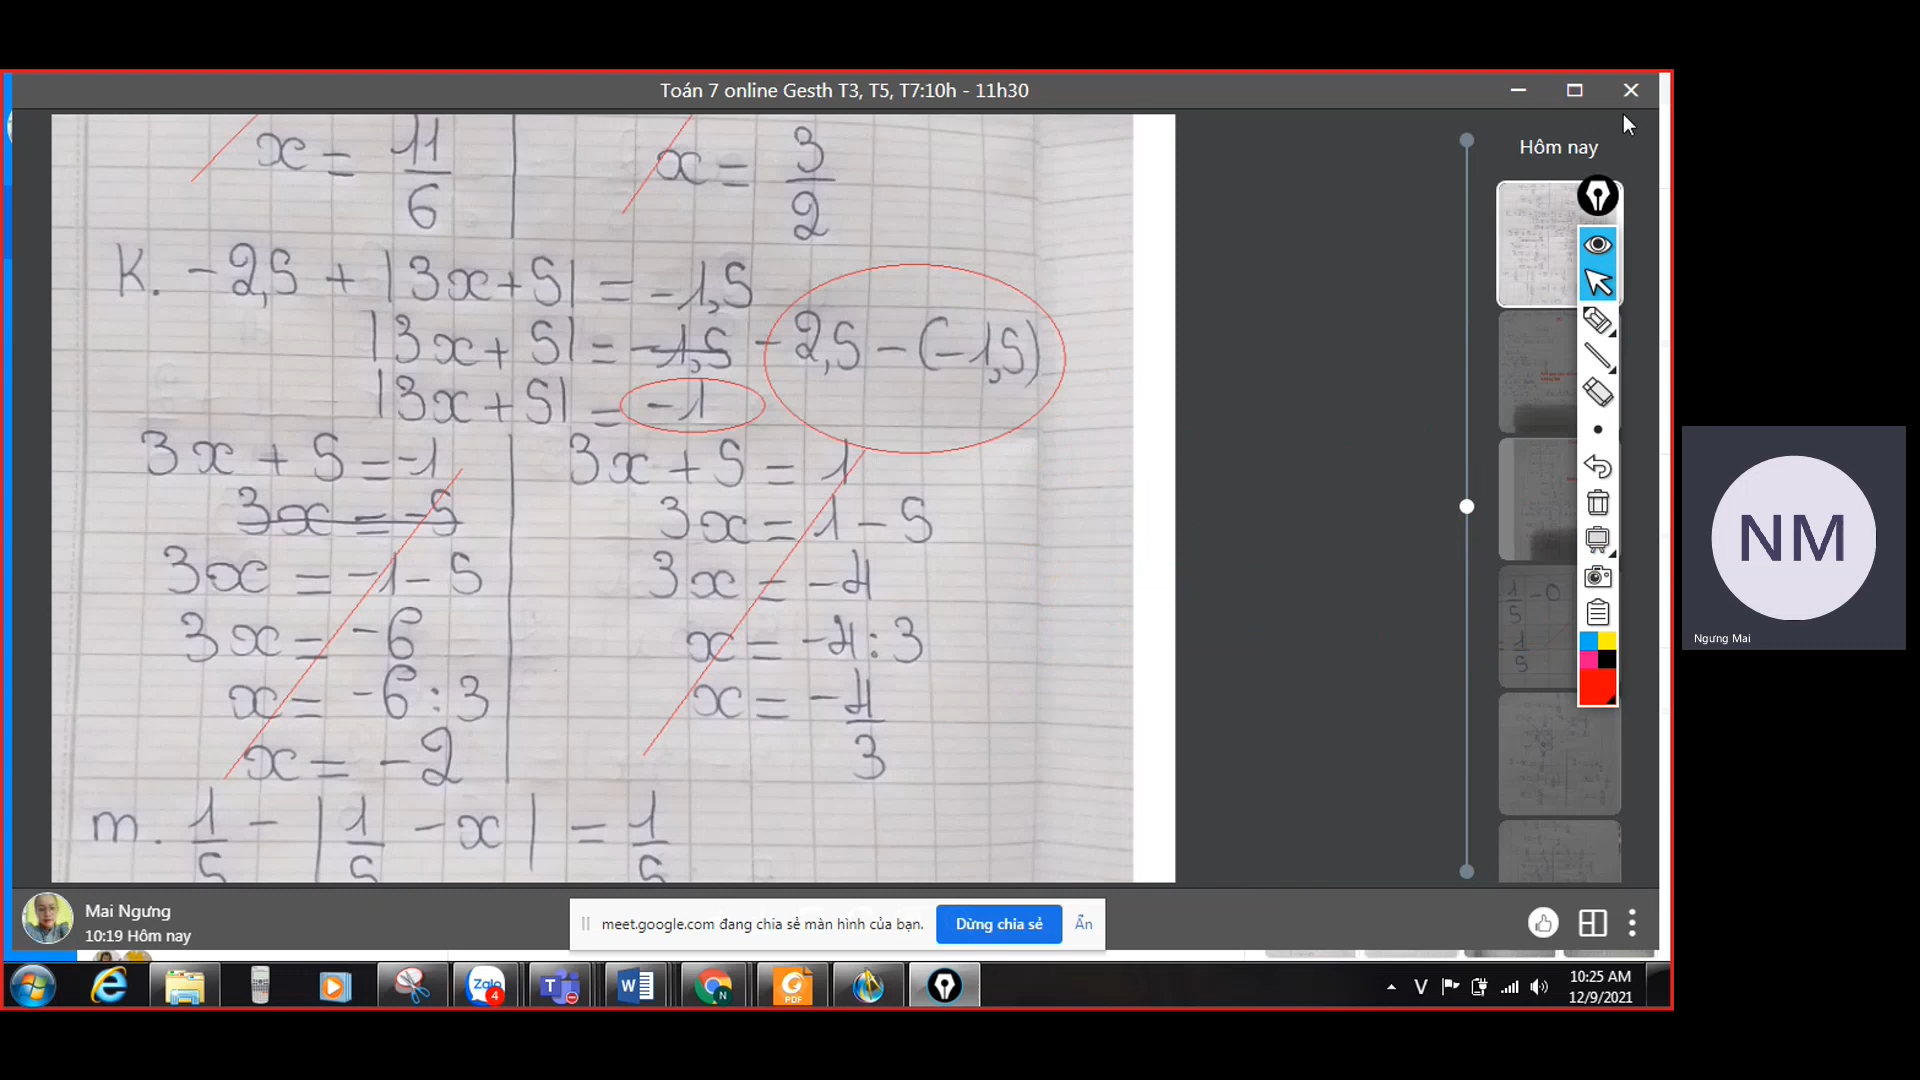 Toán 7 online Gesth T3, T5, T7:10h - 11h30
Hôm nay
x = 11/6
x = 3/2
K. -2,5 + |3x+5| = -1,5
|3x+5| = -1,5 - 2,5 - (-1,5)
|3x+5| = -1
3x + 5 = -1
3x = -5
3x = -1 - 5
3x = -6
x = -6 : 3
x = -2
3x + 5 = 1
3x = 1 - 5
3x = -4
x = -4 : 3
x = -4/3
m. 1/5 - |1/5 - x| = 1/5
NM
Ngưng Mai
Mai Ngưng
10:19 Hôm nay
meet.google.com đang chia sẻ màn hình của bạn.
Dừng chia sẻ
Ẩn
Zalo
4
N
PDF
V
10:25 AM
12/9/2021